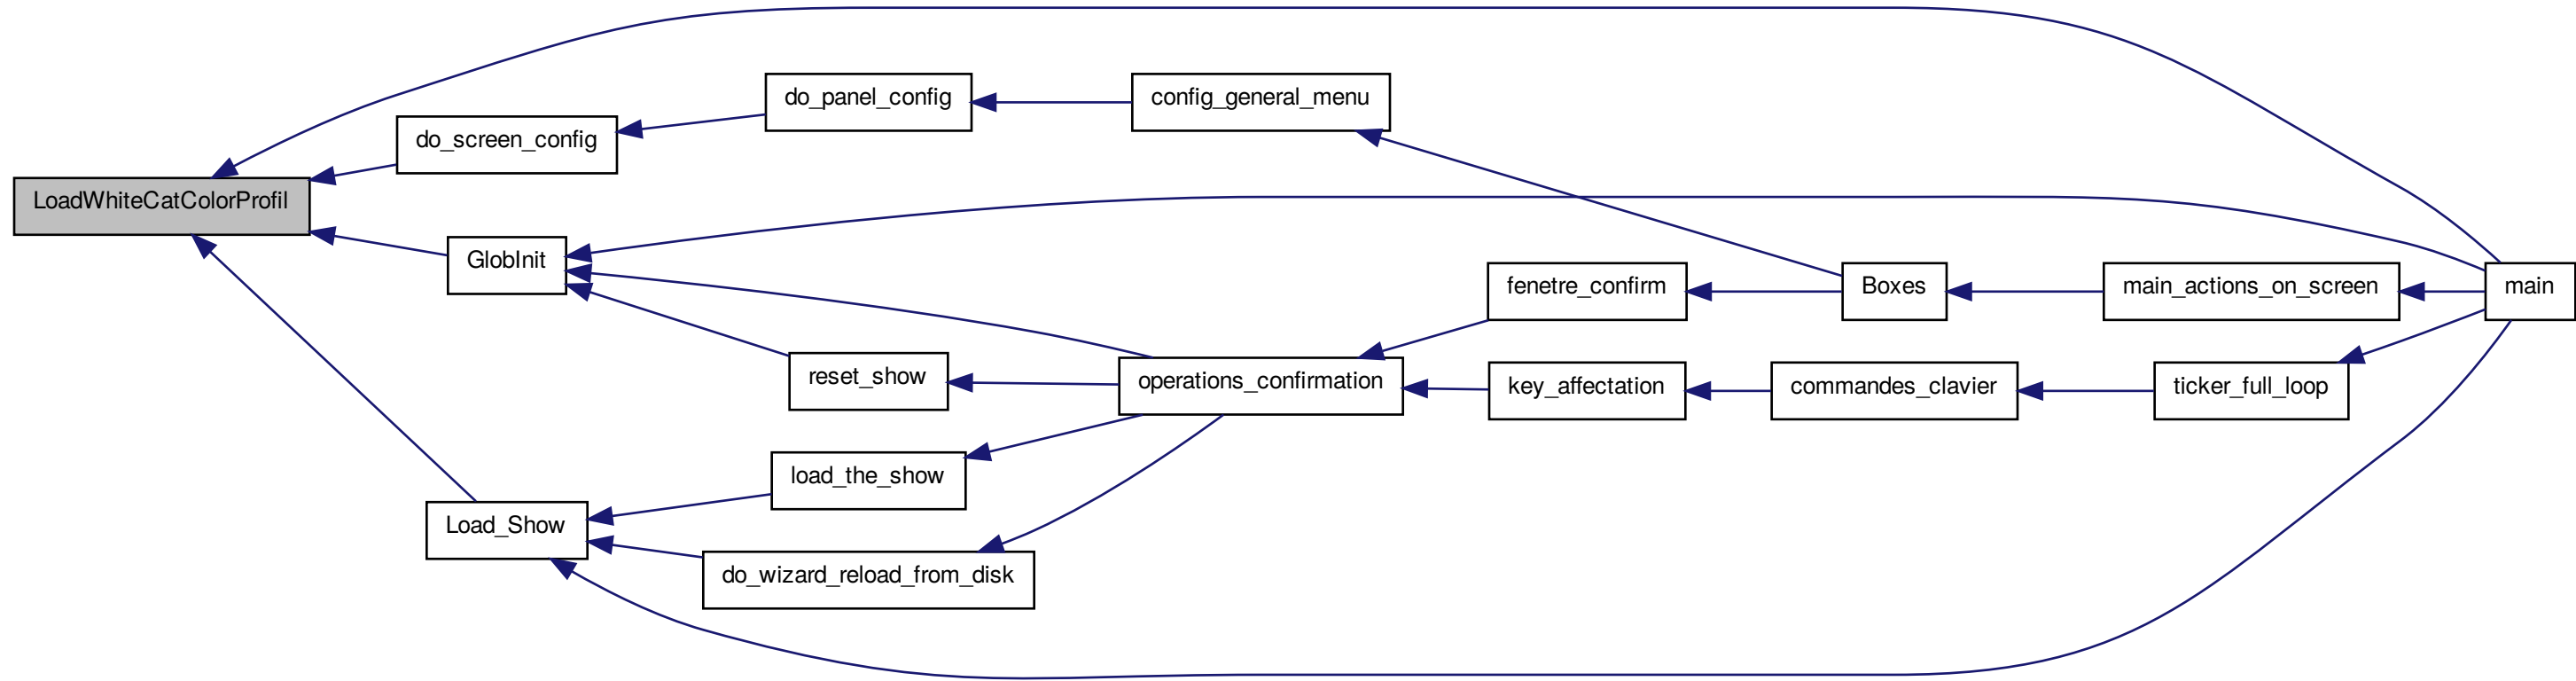 LoadWhiteCatColorProfil
do_screen_config
do_panel_config
config_general_menu
GlobInit
reset_show
operations_confirmation
fenetre_confirm
Boxes
main_actions_on_screen
main
key_affectation
commandes_clavier
ticker_full_loop
load_the_show
Load_Show
do_wizard_reload_from_disk